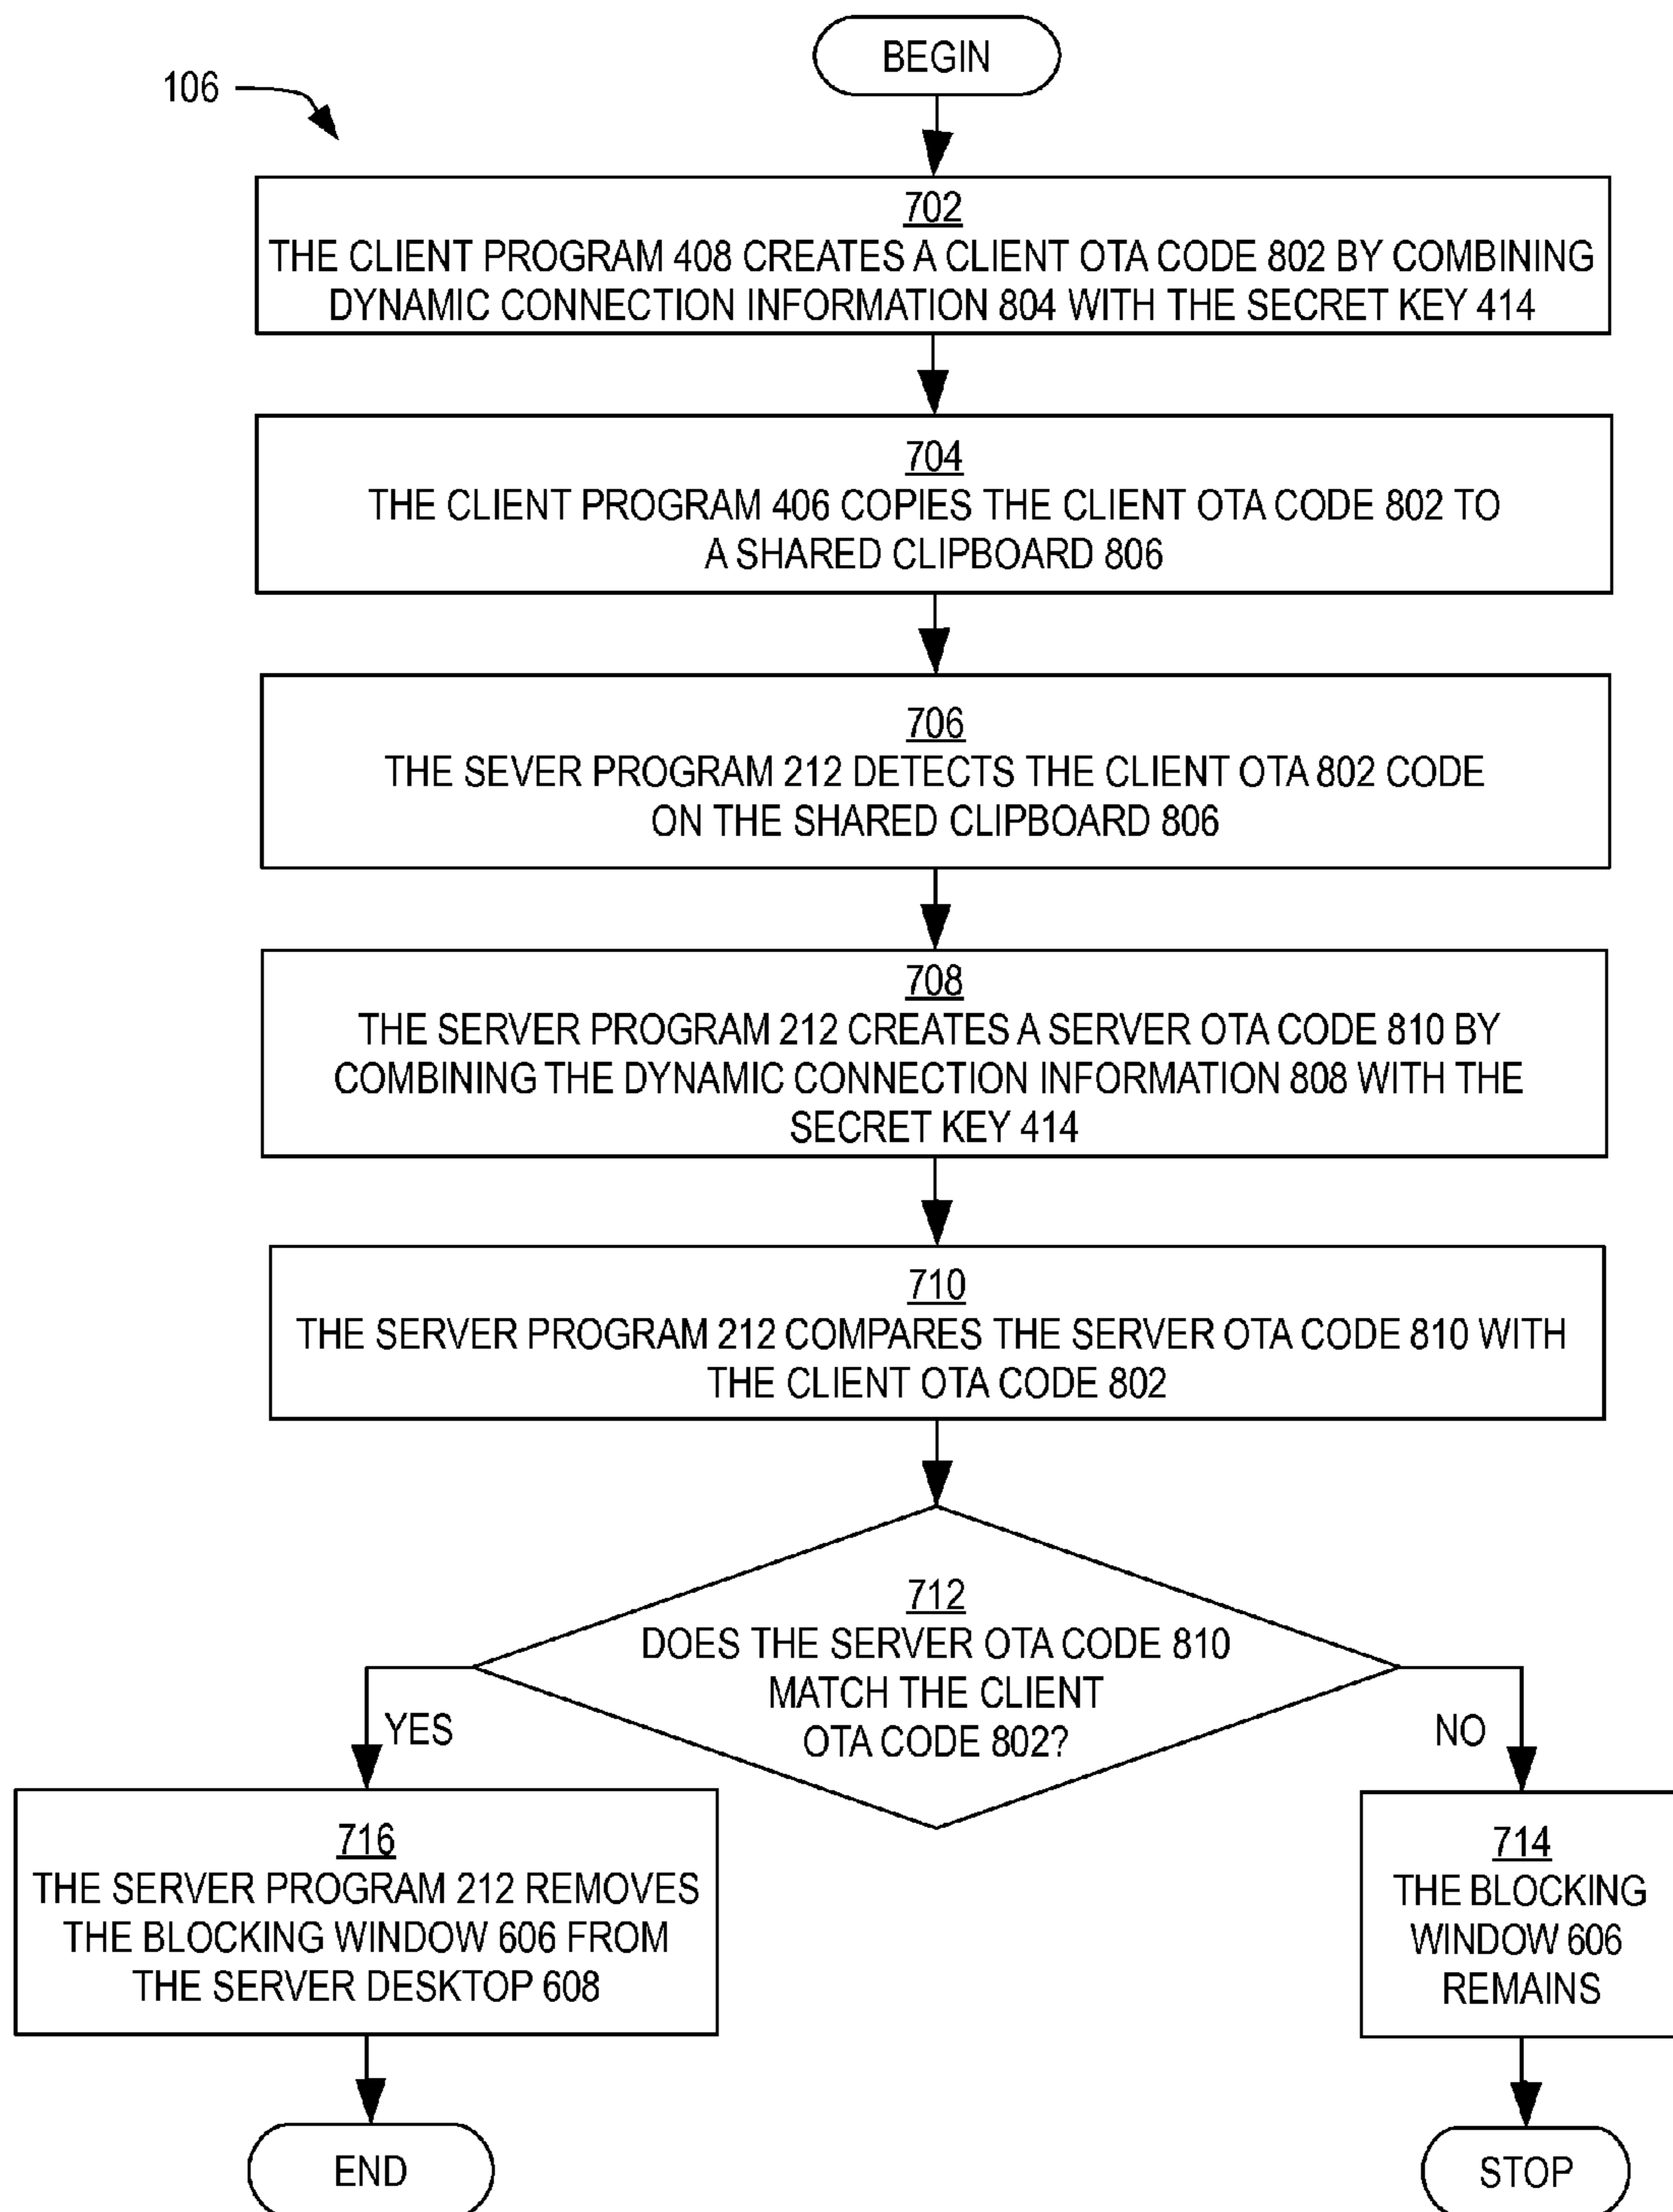 BEGIN
106
702
THE CLIENT PROGRAM 408 CREATES A CLIENT OTA CODE 802 BY COMBINING
DYNAMIC CONNECTION INFORMATION 804 WITH THE SECRET KEY 414
704
THE CLIENT PROGRAM 406 COPIES THE CLIENT OTA CODE 802 TO
A SHARED CLIPBOARD 806
706
THE SEVER PROGRAM 212 DETECTS THE CLIENT OTA 802 CODE
ON THE SHARED CLIPBOARD 806
708
THE SERVER PROGRAM 212 CREATES A SERVER OTA CODE 810 BY
COMBINING THE DYNAMIC CONNECTION INFORMATION 808 WITH THE
SECRET KEY 414
710
THE SERVER PROGRAM 212 COMPARES THE SERVER OTA CODE 810 WITH
THE CLIENT OTA CODE 802
712
DOES THE SERVER OTA CODE 810
MATCH THE CLIENT
OTA CODE 802?
YES
NO
716
THE SERVER PROGRAM 212 REMOVES
THE BLOCKING WINDOW 606 FROM
THE SERVER DESKTOP 608
714
THE BLOCKING
WINDOW 606
REMAINS
END
STOP